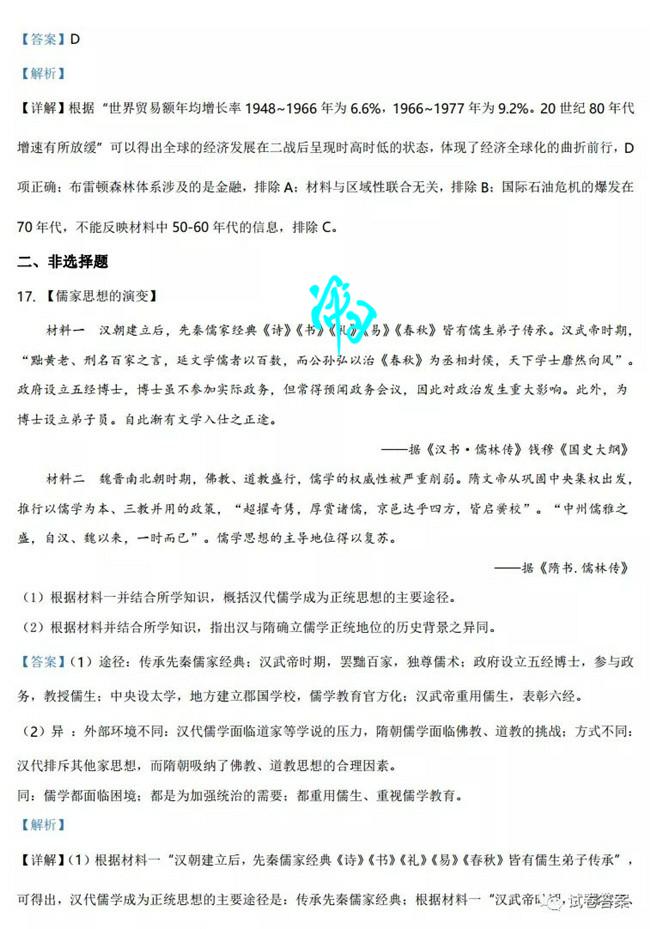 【答案】D
【解析】
【详解】根据“世界贸易额年均增长率 1948~1966 年为 6.6%，1966~1977 年为 9.2%。20 世纪 80 年代
增速有所放缓”可以得出全球的经济发展在二战后呈现时高时低的状态，体现了经济全球化的曲折前行，D
项正确；布雷顿森林体系涉及的是金融，排除 A；材料与区域性联合无关，排除 B；国际石油危机的爆发在
70 年代，不能反映材料中 50-60 年代的信息，排除 C。
二、非选择题
17. 【儒家思想的演变】
材料一 汉朝建立后，先秦儒家经典《诗》《书》《礼》《易》《春秋》皆有儒生弟子传承。汉武帝时期，
“黜黄老、刑名百家之言，延文学儒者以百数，而公孙弘以治《春秋》为丞相封侯，天下学士靡然向风”。
政府设立五经博士，博士虽不参加实际政务，但常得预闻政务会议，因此对政治发生重大影响。此外，为
博士设立弟子员。自此渐有文学入仕之正途。
——据《汉书·儒林传》钱穆《国史大纲》
材料二 魏晋南北朝时期，佛教、道教盛行，儒学的权威性被严重削弱。隋文帝从巩固中央集权出发，
推行以儒学为本、三教并用的政策，“超擢奇隽，厚赏诸儒，京邑达乎四方，皆启黉校”。“中州儒雅之
盛，自汉、魏以来，一时而已”。儒学思想的主导地位得以复苏。
——据《隋书.儒林传》
（1）根据材料一并结合所学知识，概括汉代儒学成为正统思想的主要途径。
（2）根据材料并结合所学知识，指出汉与隋确立儒学正统地位的历史背景之异同。
【答案】（1）途径：传承先秦儒家经典；汉武帝时期，罢黜百家，独尊儒术；政府设立五经博士，参与政
务，教授儒生；中央设太学，地方建立郡国学校，儒学教育官方化；汉武帝重用儒生，表彰六经。
（2）异 ：外部环境不同：汉代儒学面临道家等学说的压力，隋朝儒学面临佛教、道教的挑战；方式不同：
汉代排斥其他家思想，而隋朝吸纳了佛教、道教思想的合理因素。
同：儒学都面临困境；都是为加强统治的需要；都重用儒生、重视儒学教育。
【解析】
【详解】（1）根据材料一“汉朝建立后，先秦儒家经典《诗》《书》《礼》《易》《春秋》皆有儒生弟子传承”，
可得出，汉代儒学成为正统思想的主要途径是：传承先秦儒家经典；根据材料一“汉武帝时期，
试卷答案